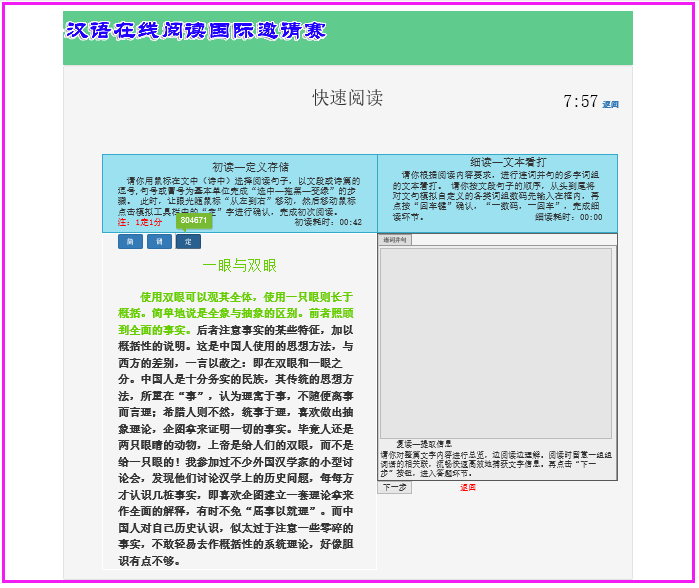 汉语在线阅读国际邀请赛
快速阅读
7:57 返回
初读—定义存储
请你用鼠标在文中(诗中)选择阅读句子，以文段或诗篇的
逗号,句号或冒号为基本单位完成“选中—拖黑—变绿”的步
骤。 此时，让眼光随鼠标“从左到右”移动，然后移动鼠标
点击模拟工具栏中的“定”字进行确认，完成初次阅读。
注：1定1分
初读耗时：00:42
804671
细读—文本看打
请你根据阅读内容要求，进行连词并句的多字词组
的文本看打。 请你按文段句子的顺序，从头到尾将
对文句模拟自定义的各类词组数码先输入在框内，再
点按“回车键”确认，“一数码，一回车”，完成细
读环节。
细读耗时：00:00
简
词
定
连词并句
一眼与双眼
使用双眼可以观其全体，使用一只眼则长于
概括。简单地说是全象与抽象的区别。前者照顾
到全面的事实。后者注意事实的某些特征，加以
概括性的说明。这是中国人使用的思想方法，与
西方的差别，一言以蔽之：即在双眼和一眼之
分。中国人是十分务实的民族，其传统的思想方
法，所重在“事”，认为理寓于事，不随便离事
而言理；希腊人则不然，统事于理，喜欢做出抽
象理论，企图拿来证明一切的事实。毕竟人还是
两只眼睛的动物，上帝是给人们的双眼，而不是
给一只眼的！我参加过不少外国汉学家的小型讨
论会，发现他们讨论汉学上的历史问题，每每方
才认识几桩事实，即喜欢企图建立一套理论拿来
作全面的解释，有时不免“屈事以就理”。而中
国人对自己历史认识，似太过于注意一些零碎的
事实，不敢轻易去作概括性的系统理论，好像胆
识有点不够。
复读—提取信息
请你对整篇文字内容进行总览，边阅读边理解。阅读时留意一组组
词语的相关联，流畅快速高效地捕获文字信息。再点击“下一
步”按钮，进入答题环节。
下一步
返回